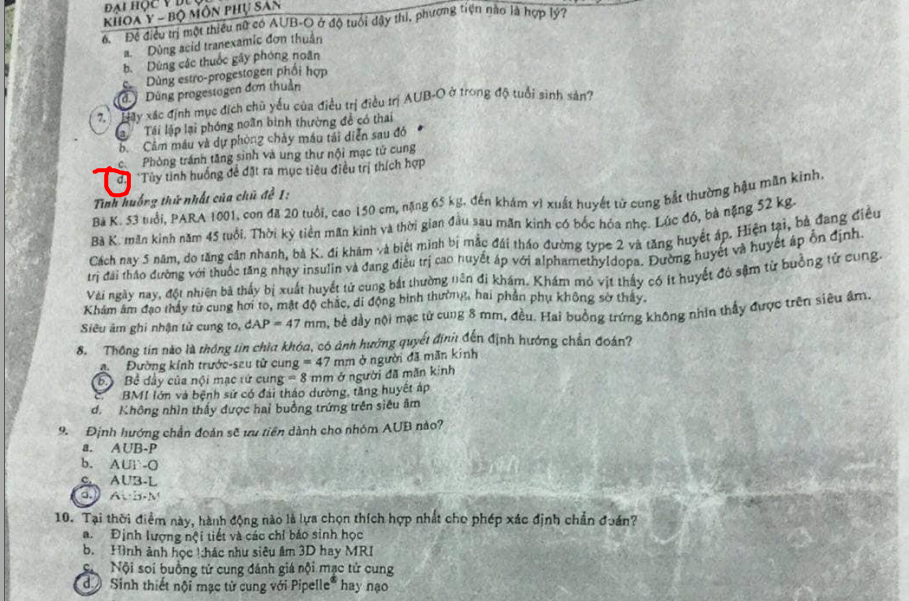 ĐẠI HỌC Y DƯỢC
KHOA Y – BỘ MÔN PHỤ SẢN
6. Để điều trị một thiếu nữ có AUB-O ở độ tuổi dậy thì, phương tiện nào là hợp lý?
a. Dùng acid tranexamic đơn thuần
b. Dùng các thuốc gây phóng noãn
c. Dùng estro-progestogen phối hợp
d. Dùng progestogen đơn thuần
7. Hãy xác định mục đích chủ yếu của điều trị điều trị AUB-O ở trong độ tuổi sinh sản?
a. Tái lập lại phóng noãn bình thường để có thai
b. Cầm máu và dự phòng chảy máu tái diễn sau đó
c. Phòng tránh tăng sinh và ung thư nội mạc tử cung
d. Tùy tình huống để đặt ra mục tiêu điều trị thích hợp
Tình huống thứ nhất của chủ đề 1:
Bà K. 53 tuổi, PARA 1001, con đã 20 tuổi, cao 150 cm, nặng 65 kg, đến khám vì xuất huyết tử cung bất thường hậu mãn kinh.
Bà K. mãn kinh năm 45 tuổi. Thời kỳ tiền mãn kinh và thời gian đầu sau mãn kinh có bốc hỏa nhẹ. Lúc đó, bà nặng 52 kg.
Cách nay 5 năm, do tăng cân nhanh, bà K. đi khám và biết mình bị mắc đái tháo đường type 2 và tăng huyết áp. Hiện tại, bà đang điều
trị đái tháo đường với thuốc tăng nhạy insulin và đang điều trị cao huyết áp với alphamethyldopa. Đường huyết và huyết áp ổn định.
Vài ngày nay, đột nhiên bà thấy bị xuất huyết tử cung bất thường nên đi khám. Khám mỏ vịt thấy có ít huyết đỏ sậm từ buồng tử cung.
Khám âm đạo thấy tử cung hơi to, mật độ chắc, di động bình thường, hai phần phụ không sờ thấy.
Siêu âm ghi nhận tử cung to, dAP = 47 mm, bề dầy nội mạc tử cung 8 mm, đều. Hai buồng trứng không nhìn thấy được trên siêu âm.
8. Thông tin nào là thông tin chìa khóa, có ảnh hưởng quyết định đến định hướng chẩn đoán?
a. Đường kính trước-sau tử cung = 47 mm ở người đã mãn kinh
b. Bề dầy của nội mạc tử cung = 8 mm ở người đã mãn kinh
c. BMI lớn và bệnh sử có đái tháo đường, tăng huyết áp
d. Không nhìn thấy được hai buồng trứng trên siêu âm
9. Định hướng chẩn đoán sẽ ưu tiên dành cho nhóm AUB nào?
a. AUB-P
b. AUB-O
c. AUB-L
d. AUB-M
10. Tại thời điểm này, hành động nào là lựa chọn thích hợp nhất cho phép xác định chẩn đoán?
a. Định lượng nội tiết và các chỉ báo sinh học
b. Hình ảnh học khác như siêu âm 3D hay MRI
c. Nội soi buồng tử cung đánh giá nội mạc tử cung
d. Sinh thiết nội mạc tử cung với Pipelle® hay nạo